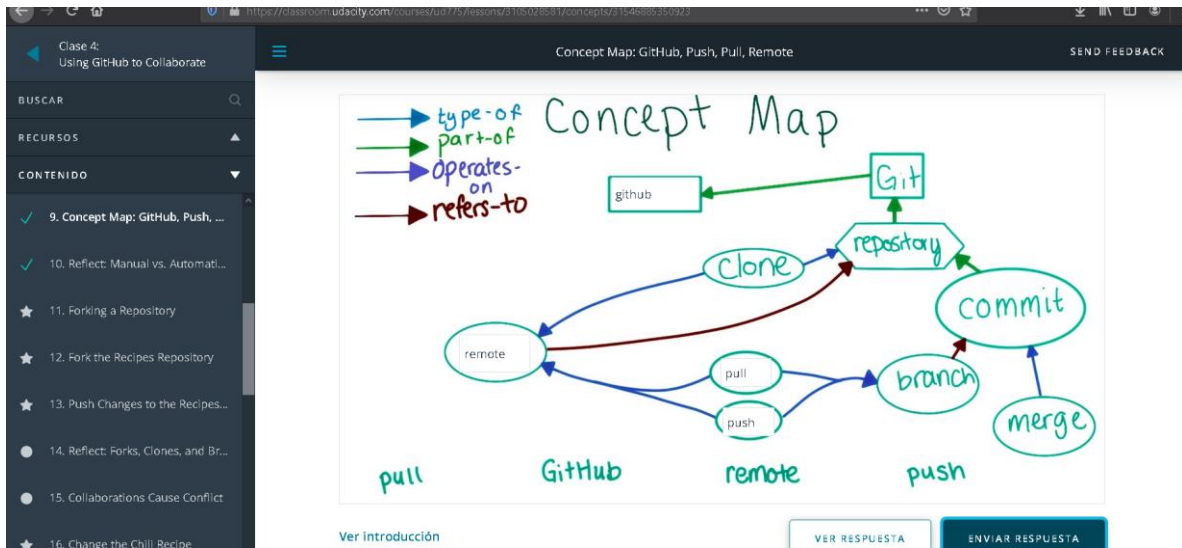 https://classroom.udacity.com/courses/ud775/lessons/3105028581/concepts/31546885350923
Clase 4:
Using GitHub to Collaborate
Concept Map: GitHub, Push, Pull, Remote
SEND FEEDBACK
BUSCAR
RECURSOS
CONTENIDO
9. Concept Map: GitHub, Push, ...
10. Reflect: Manual vs. Automati...
11. Forking a Repository
12. Fork the Recipes Repository
13. Push Changes to the Recipes...
14. Reflect: Forks, Clones, and Br...
15. Collaborations Cause Conflict
16. Change the Chili Recipe
type-of
part-of
operates-
on
refers-to
Concept Map
github
Git
repository
clone
commit
remote
pull
branch
push
merge
pull GitHub remote push
Ver introducción
VER RESPUESTA
ENVIAR RESPUESTA